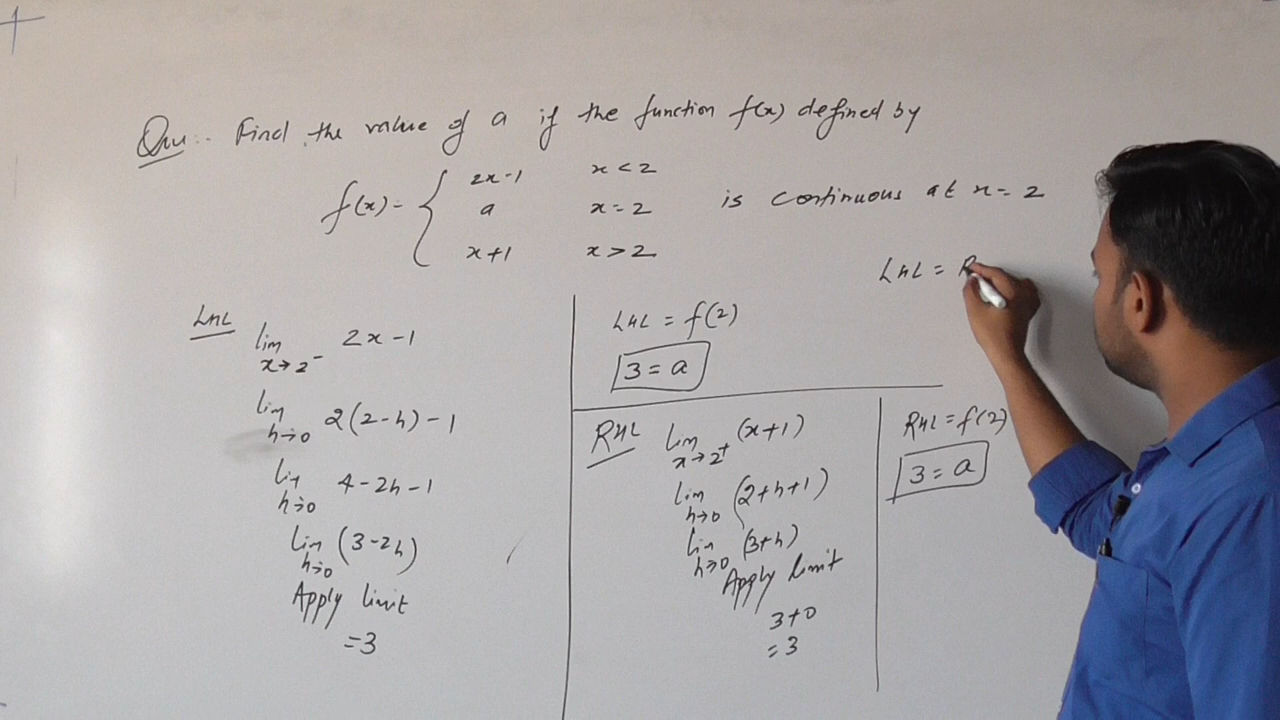 Que:- Find the value of a if the function f(x) defined by
f(x) = { 2x-1 x < 2
a x = 2
x+1 x > 2
is continuous at x = 2
LHL = R
LHL
lim x→2⁻ 2x-1
lim h→0 2(2-h)-1
lim h→0 4-2h-1
lim h→0 (3-2h)
Apply limit
=3
LHL = f(2)
3 = a
RHL lim x→2⁺ (x+1)
lim h→0 (2+h+1)
lim h→0 (3+h)
Apply limit
3+0
=3
RHL = f(2)
3 = a